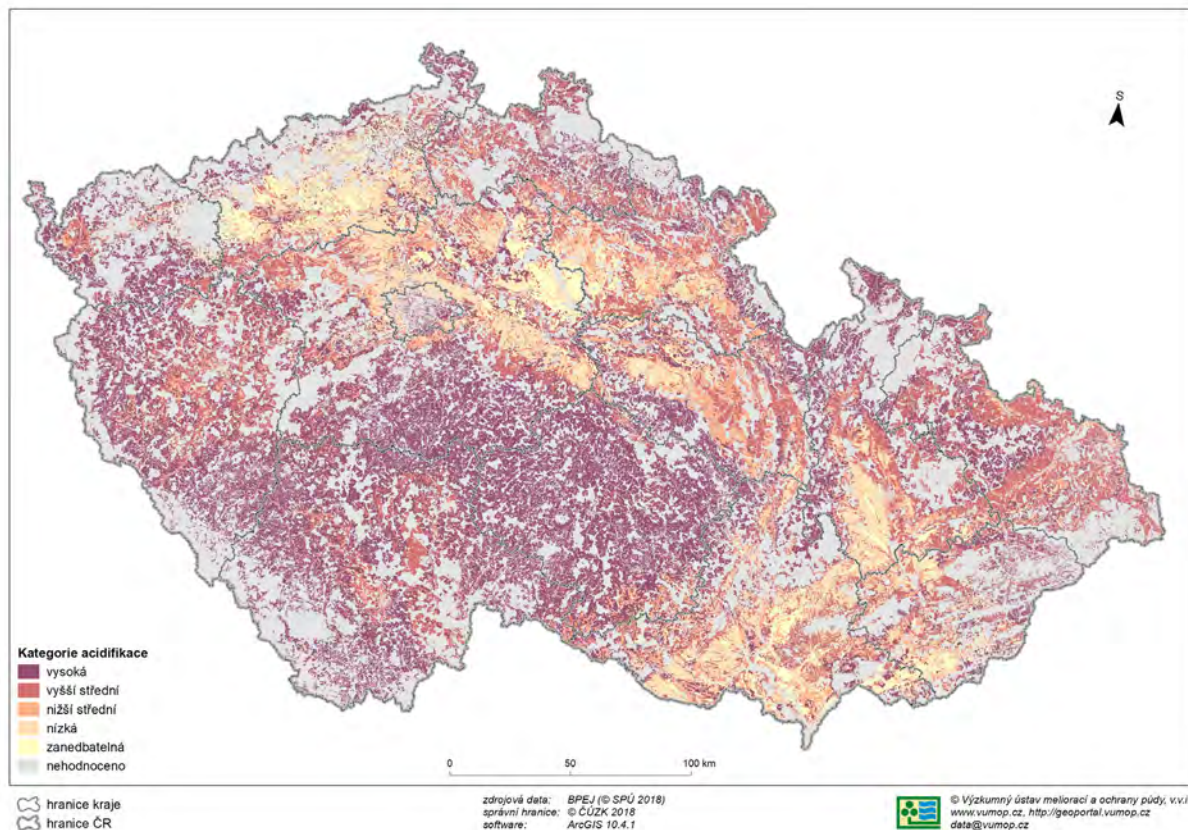 S
Kategorie acidifikace
vysoká
vyšší střední
nižší střední
nízká
zanedbatelná
nehodnoceno
0 50 100 km
hranice kraje
hranice ČR
zdrojová data: BPEJ (© SPÚ 2018)
správní hranice: © ČÚZK 2018
software: ArcGIS 10.4.1
© Výzkumný ústav meliorací a ochrany půdy, v.v.i
www.vumop.cz, http://geoportal.vumop.cz
data@vumop.cz